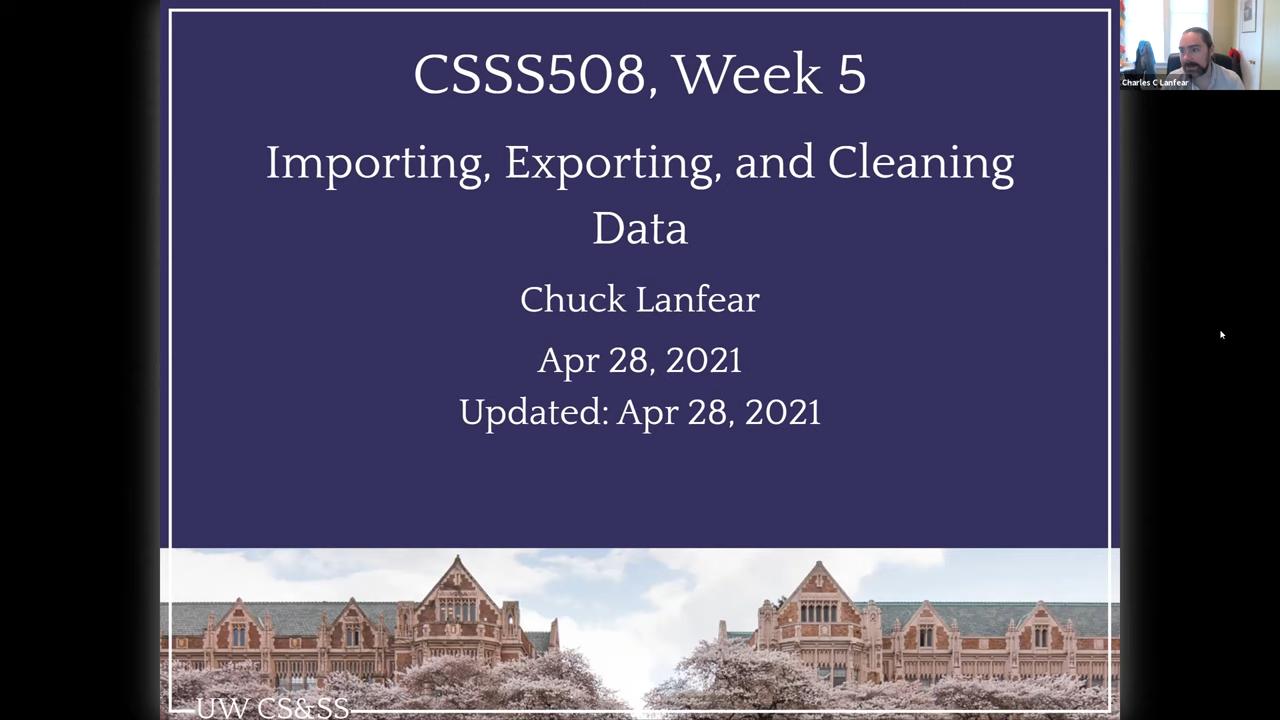 CSSS508, Week 5
Importing, Exporting, and Cleaning
Data
Chuck Lanfear
Apr 28, 2021
Updated: Apr 28, 2021
UW CS&SS
Charles C Lanfear